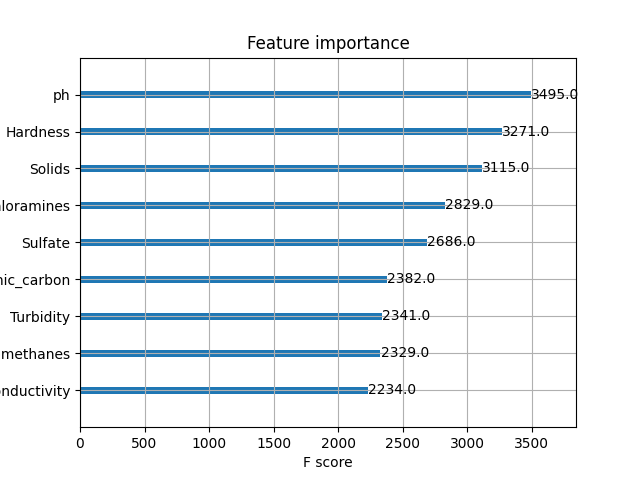 Feature importance
ph 3495.0
Hardness 3271.0
Solids 3115.0
loramines 2829.0
Sulfate 2686.0
nic_carbon 2382.0
Turbidity 2341.0
methanes 2329.0
onductivity 2234.0
0 500 1000 1500 2000 2500 3000 3500
F score